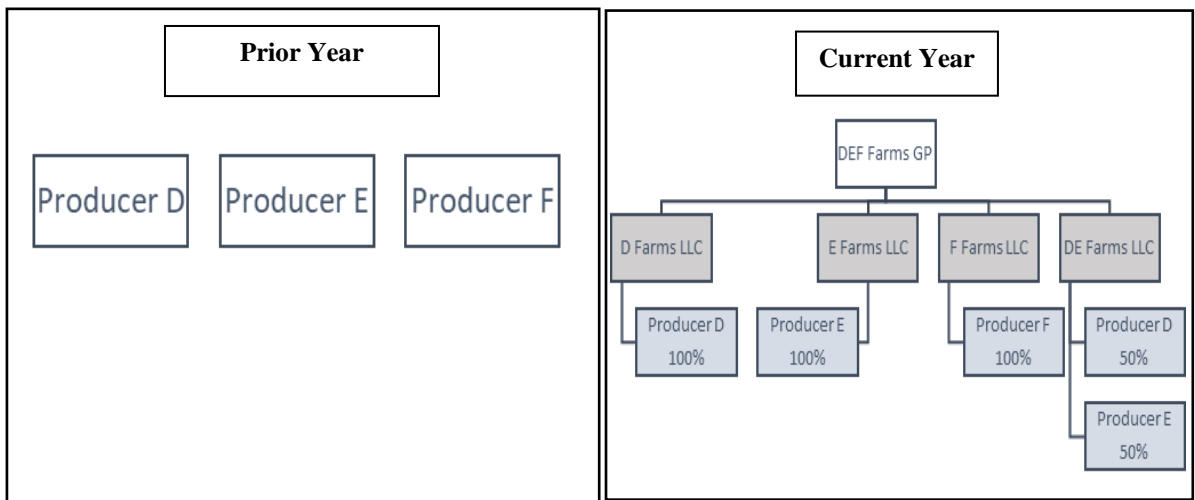 Prior Year
Producer D
Producer E
Producer F
Current Year
DEF Farms GP
D Farms LLC
E Farms LLC
F Farms LLC
DE Farms LLC
Producer D
100%
Producer E
100%
Producer F
100%
Producer D
50%
Producer E
50%